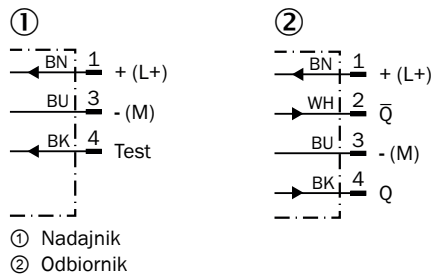 ①
BN 1 + (L+)
BU 3 - (M)
BK 4 Test
②
BN 1 + (L+)
WH 2 Q̅
BU 3 - (M)
BK 4 Q
① Nadajnik
② Odbiornik